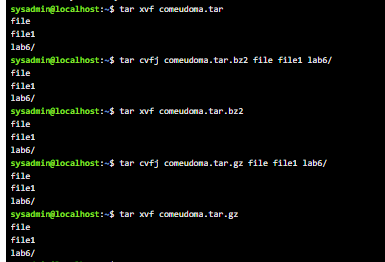 sysadmin@localhost:~$ tar xvf comeudoma.tar
file
file1
lab6/
sysadmin@localhost:~$ tar cvfj comeudoma.tar.bz2 file file1 lab6/
file
file1
lab6/
sysadmin@localhost:~$ tar xvf comeudoma.tar.bz2
file
file1
lab6/
sysadmin@localhost:~$ tar cvfj comeudoma.tar.gz file file1 lab6/
file
file1
lab6/
sysadmin@localhost:~$ tar xvf comeudoma.tar.gz
file
file1
lab6/